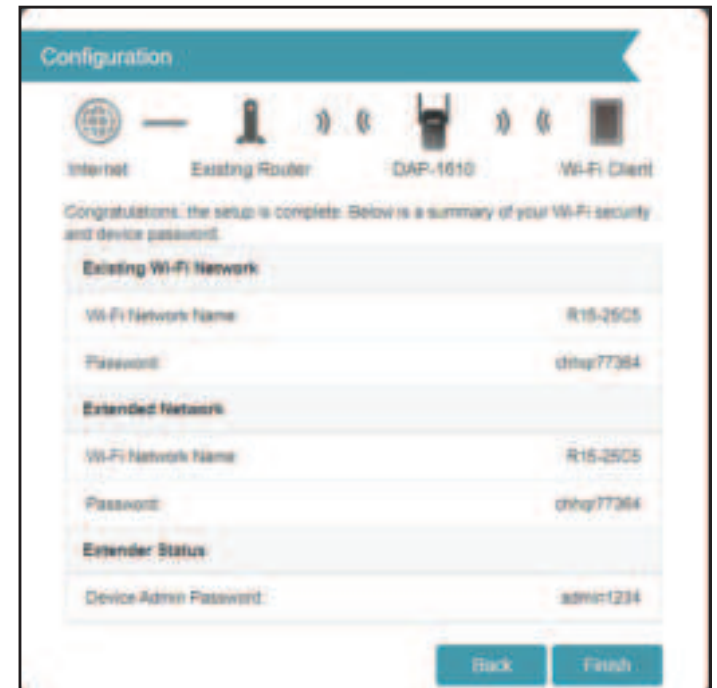 Configuration
Internet Existing Router DAP-1610 Wi-Fi Client
Congratulations, the setup is complete. Below is a summary of your Wi-Fi security
and device password.
Existing Wi-Fi Network
Wi-Fi Network Name R15-25C5
Password
Extended Network
Wi-Fi Network Name R15-25C5
Password
Extender Status
Device Admin Password: admin1234
Back Finish